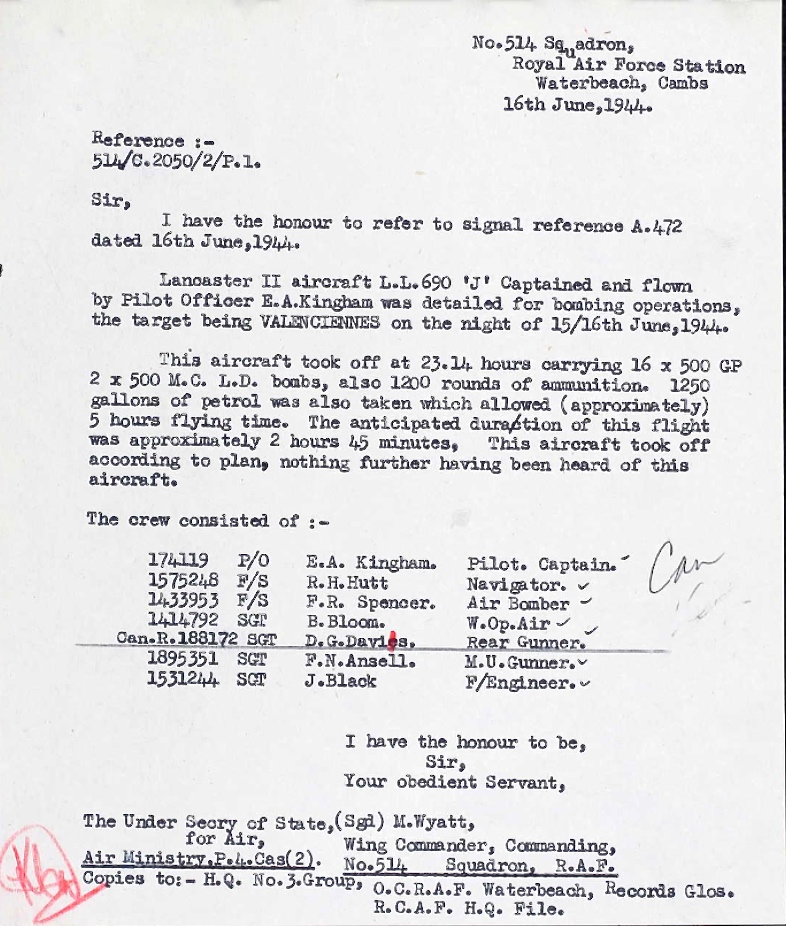 No.514 Squadron,
Royal Air Force Station
Waterbeach, Cambs
16th June,1944.
Reference :-
514/C.2050/2/P.1.
Sir,
I have the honour to refer to signal reference A.472
dated 16th June,1944.
Lancaster II aircraft L.L.690 'J' Captained and flown
by Pilot Officer E.A.Kingham was detailed for bombing operations,
the target being VALENCIENNES on the night of 15/16th June,1944.
This aircraft took off at 23.14 hours carrying 16 x 500 GP
2 x 500 M.C. L.D. bombs, also 1200 rounds of ammunition. 1250
gallons of petrol was also taken which allowed (approximately)
5 hours flying time. The anticipated duration of this flight
was approximately 2 hours 45 minutes, This aircraft took off
according to plan, nothing further having been heard of this
aircraft.
The crew consisted of :-
174119 P/O E.A. Kingham. Pilot. Captain.
1575248 F/S R.H.Hutt Navigator.
1433953 F/S F.R. Spencer. Air Bomber
1414792 SGT B.Bloom. W.Op.Air
Can.R.188172 SGT D.G.Davies. Rear Gunner.
1895351 SGT F.N.Ansell. M.U.Gunner.
1531244 SGT J.Black F/Engineer.
Can
I have the honour to be,
Sir,
Your obedient Servant,
The Under Secry of State, (Sgd) M.Wyatt,
for Air, Wing Commander, Commanding,
Air Ministry.P.4.Cas(2). No.514 Squadron, R.A.F.
Copies to:- H.Q. No.3.Group, O.C.R.A.F. Waterbeach, Records Glos.
R.C.A.F. H.Q. File.